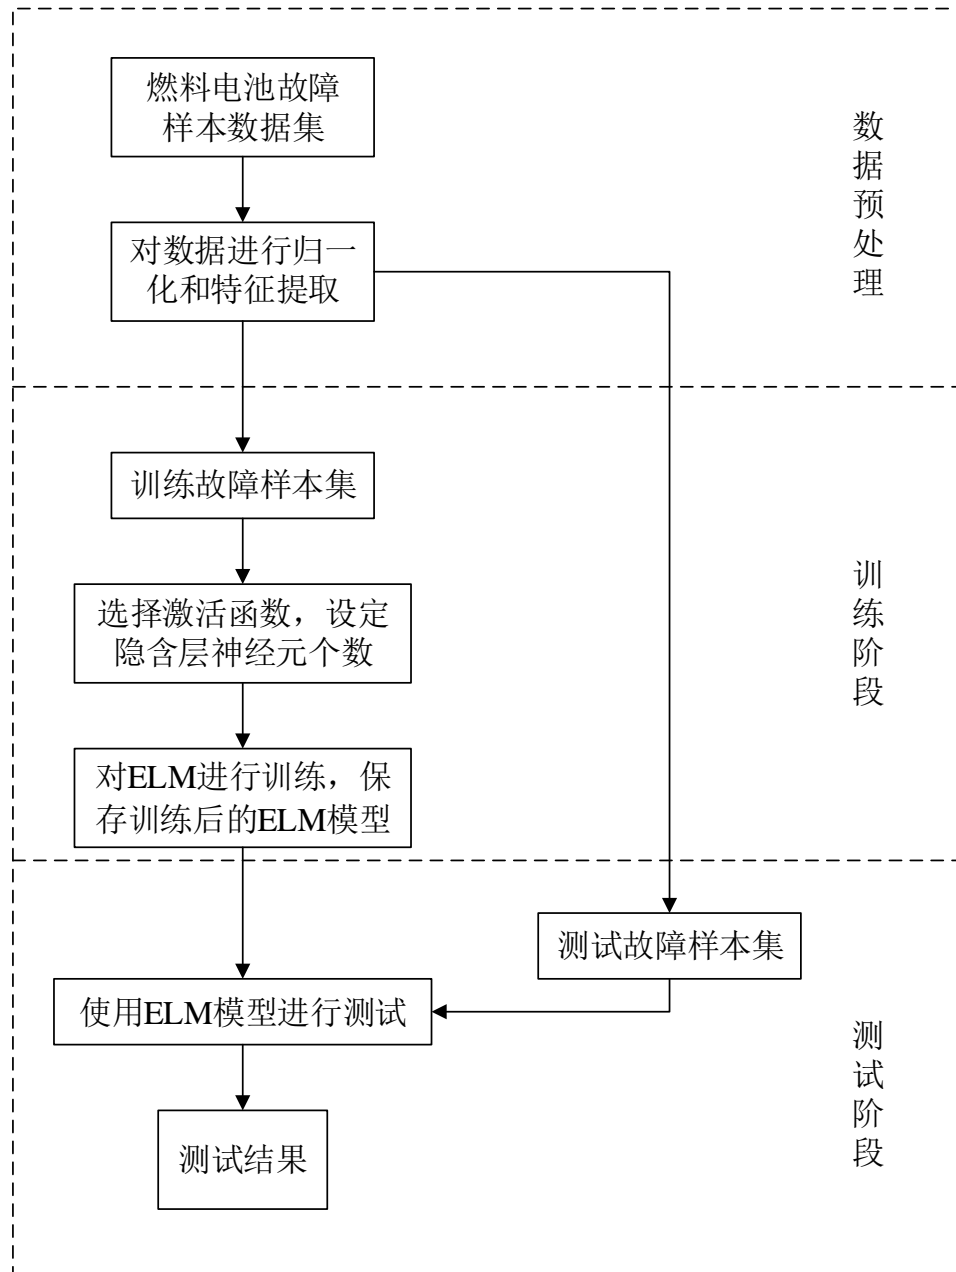 燃料电池故障
样本数据集
数据预处理
对数据进行归一
化和特征提取
训练故障样本集
训练阶段
选择激活函数，设定
隐含层神经元个数
对ELM进行训练，保
存训练后的ELM模型
测试故障样本集
使用ELM模型进行测试
测试阶段
测试结果